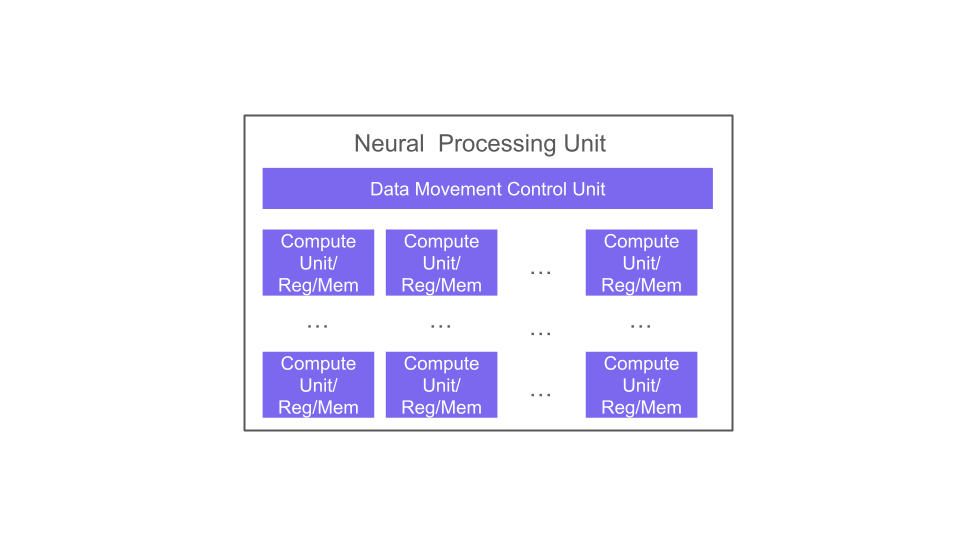 Neural  Processing Unit
Data Movement Control Unit
Compute Unit/ Reg/Mem
Compute Unit/ Reg/Mem
...
Compute Unit/ Reg/Mem
...
...
...
...
Compute Unit/ Reg/Mem
Compute Unit/ Reg/Mem
...
Compute Unit/ Reg/Mem